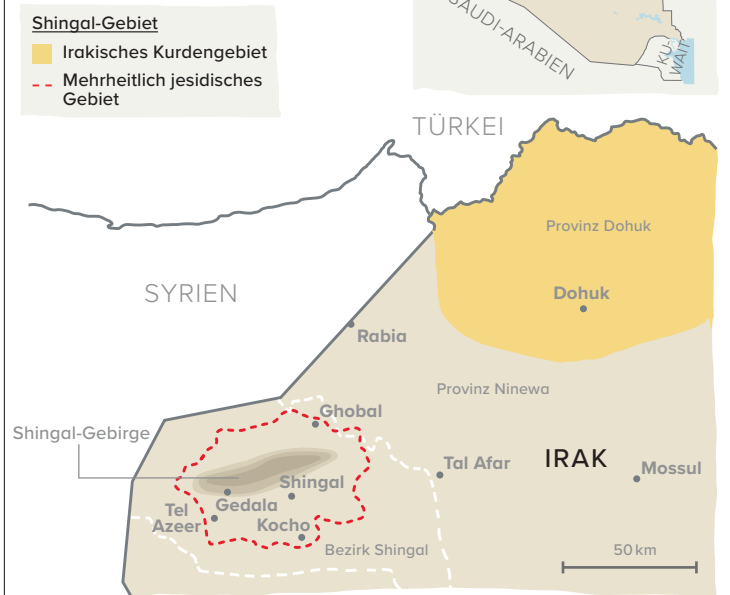 Shingal-Gebiet
Irakisches Kurdengebiet
Mehrheitlich jesidisches
Gebiet
SAUDI-ARABIEN
KU-
WAIT
TÜRKEI
Provinz Dohuk
SYRIEN
Dohuk
Rabia
Provinz Ninewa
Ghobal
Shingal-Gebirge
IRAK
Tal Afar
Mossul
Shingal
Gedala
Tel
Azeer
Kocho
Bezirk Shingal
50 km